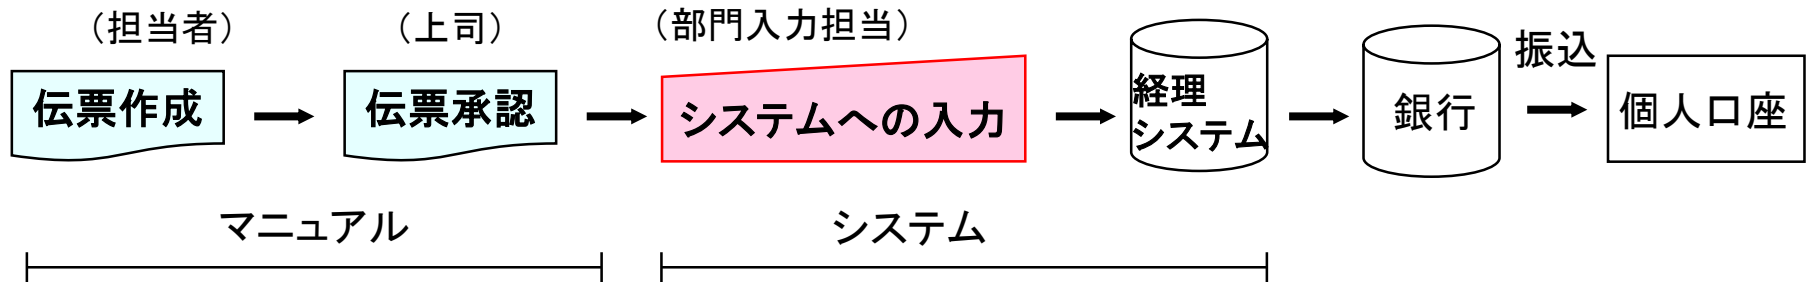 （担当者）
（上司）
（部門入力担当）
伝票作成
伝票承認
システムへの入力
経理
システム
銀行
振込
個人口座
マニュアル
システム